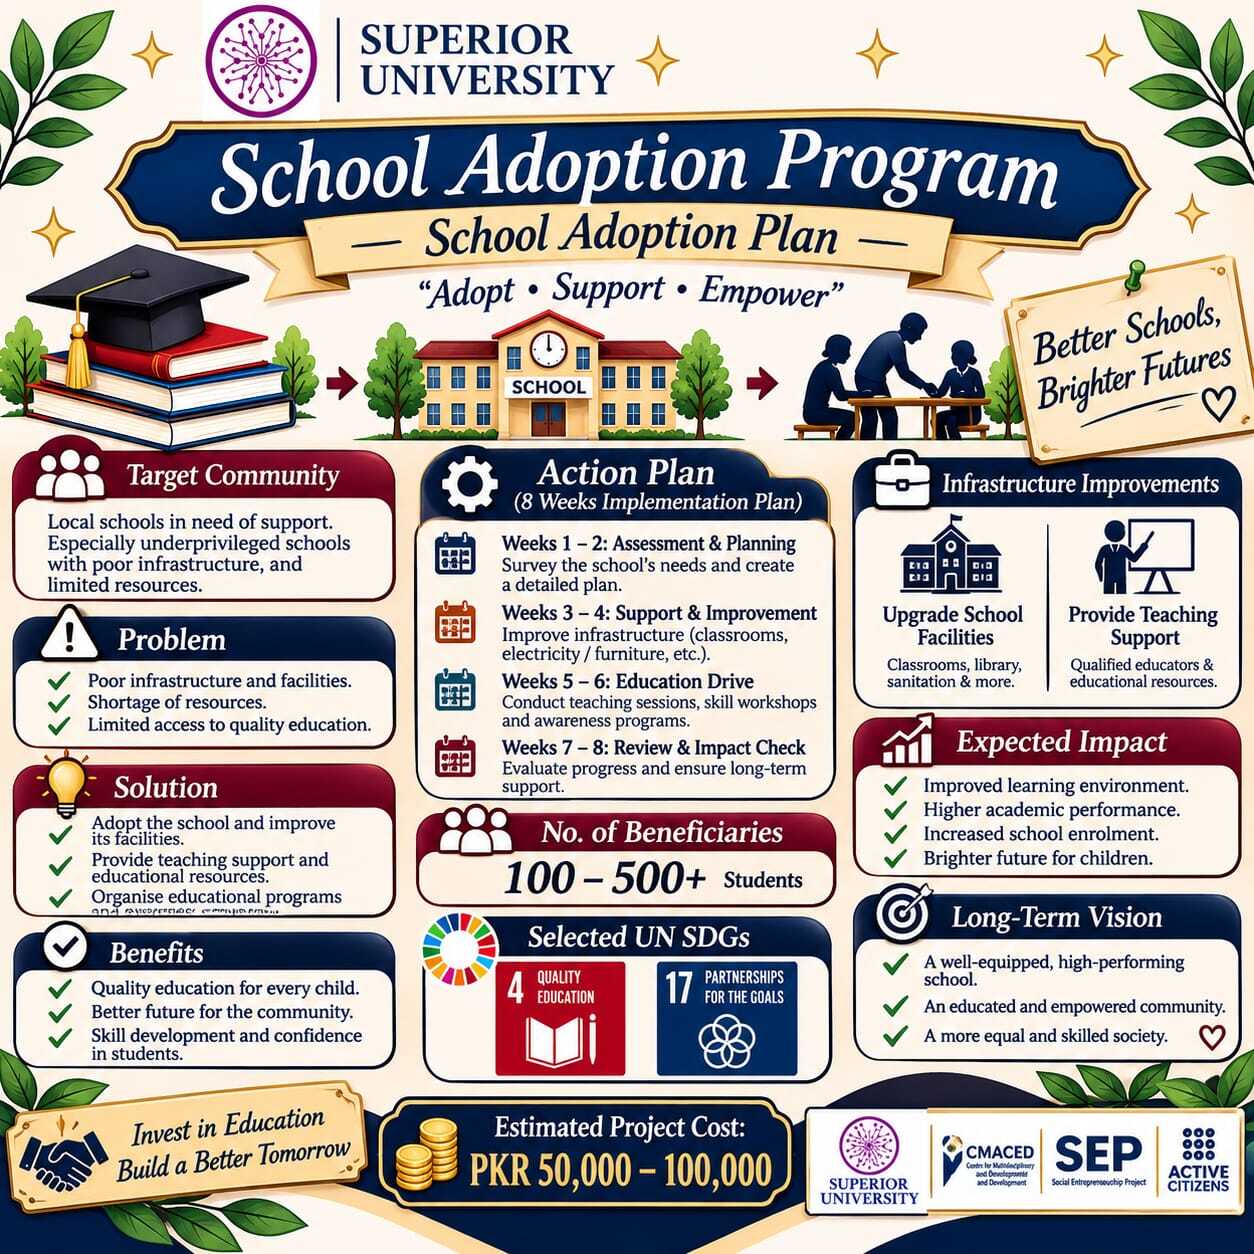 SUPERIOR
UNIVERSITY
School Adoption Program
School Adoption Plan
“Adopt • Support • Empower”
SCHOOL
Better Schools,
Brighter Futures
Target Community
Local schools in need of support.
Especially underprivileged schools
with poor infrastructure, and
limited resources.
Problem
Poor infrastructure and facilities.
Shortage of resources.
Limited access to quality education.
Solution
Adopt the school and improve
its facilities.
Provide teaching support and
educational resources.
Organise educational programs
Benefits
Quality education for every child.
Better future for the community.
Skill development and confidence
in students.
Action Plan
(8 Weeks Implementation Plan)
Weeks 1 – 2: Assessment & Planning
Survey the school's needs and create
a detailed plan.
Weeks 3 – 4: Support & Improvement
Improve infrastructure (classrooms,
electricity / furniture, etc.).
Weeks 5 – 6: Education Drive
Conduct teaching sessions, skill workshops
and awareness programs.
Weeks 7 – 8: Review & Impact Check
Evaluate progress and ensure long-term
support.
No. of Beneficiaries
100 – 500+ Students
Selected UN SDGs
4 QUALITY
EDUCATION
17 PARTNERSHIPS
FOR THE GOALS
Infrastructure Improvements
Upgrade School
Facilities
Classrooms, library,
sanitation & more.
Provide Teaching
Support
Qualified educators &
educational resources.
Expected Impact
Improved learning environment.
Higher academic performance.
Increased school enrolment.
Brighter future for children.
Long-Term Vision
A well-equipped, high-performing
school.
An educated and empowered community.
A more equal and skilled society.
Invest in Education
Build a Better Tomorrow
Estimated Project Cost:
PKR 50,000 – 100,000
SUPERIOR
UNIVERSITY
CMACED
Centre for Multidisciplinary
and Development
SEP
Social Entrepreneurship Project
ACTIVE
CITIZENS